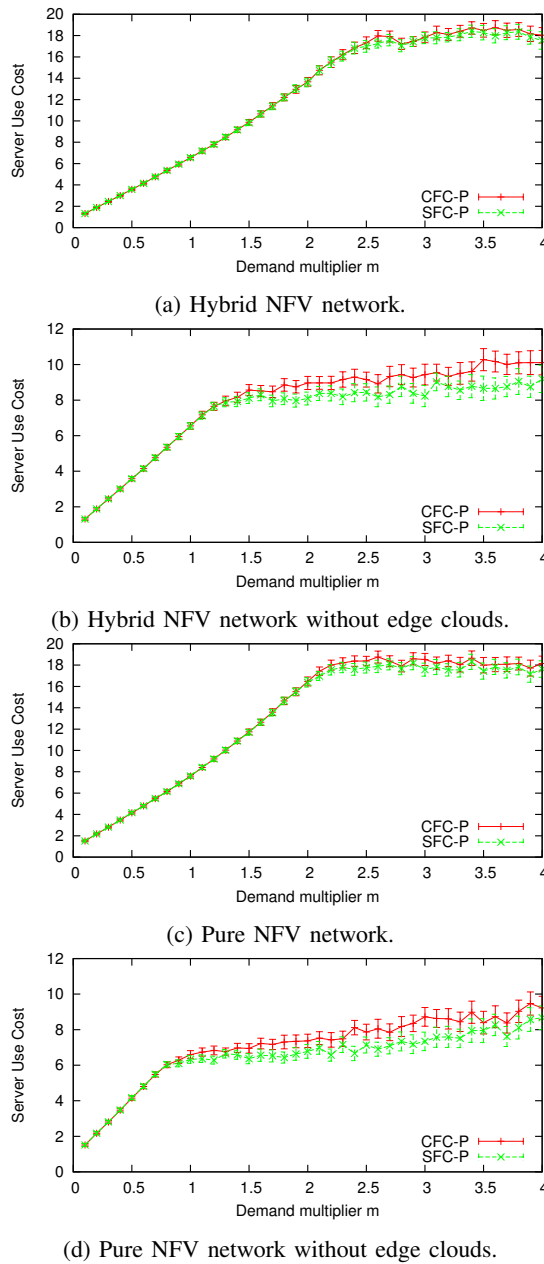 20
18
16
14
12
10
8
6
4
2
0
Server Use Cost
CFC-P
SFC-P
0 0.5 1 1.5 2 2.5 3 3.5 4
Demand multiplier m
(a) Hybrid NFV network.
12
10
8
6
4
2
0
Server Use Cost
CFC-P
SFC-P
0 0.5 1 1.5 2 2.5 3 3.5 4
Demand multiplier m
(b) Hybrid NFV network without edge clouds.
20
18
16
14
12
10
8
6
4
2
0
Server Use Cost
CFC-P
SFC-P
0 0.5 1 1.5 2 2.5 3 3.5 4
Demand multiplier m
(c) Pure NFV network.
12
10
8
6
4
2
0
Server Use Cost
CFC-P
SFC-P
0 0.5 1 1.5 2 2.5 3 3.5 4
Demand multiplier m
(d) Pure NFV network without edge clouds.